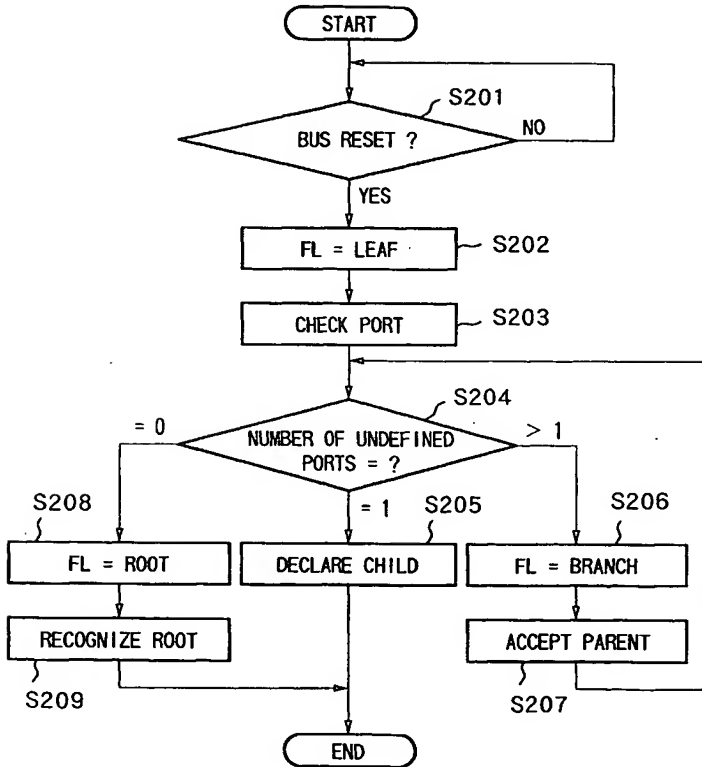 START
S201
BUS RESET ?
NO
YES
FL = LEAF
S202
CHECK PORT
S203
S204
= 0
NUMBER OF UNDEFINED
PORTS = ?
> 1
S208
= 1
S205
S206
FL = ROOT
DECLARE CHILD
FL = BRANCH
RECOGNIZE ROOT
ACCEPT PARENT
S209
S207
END